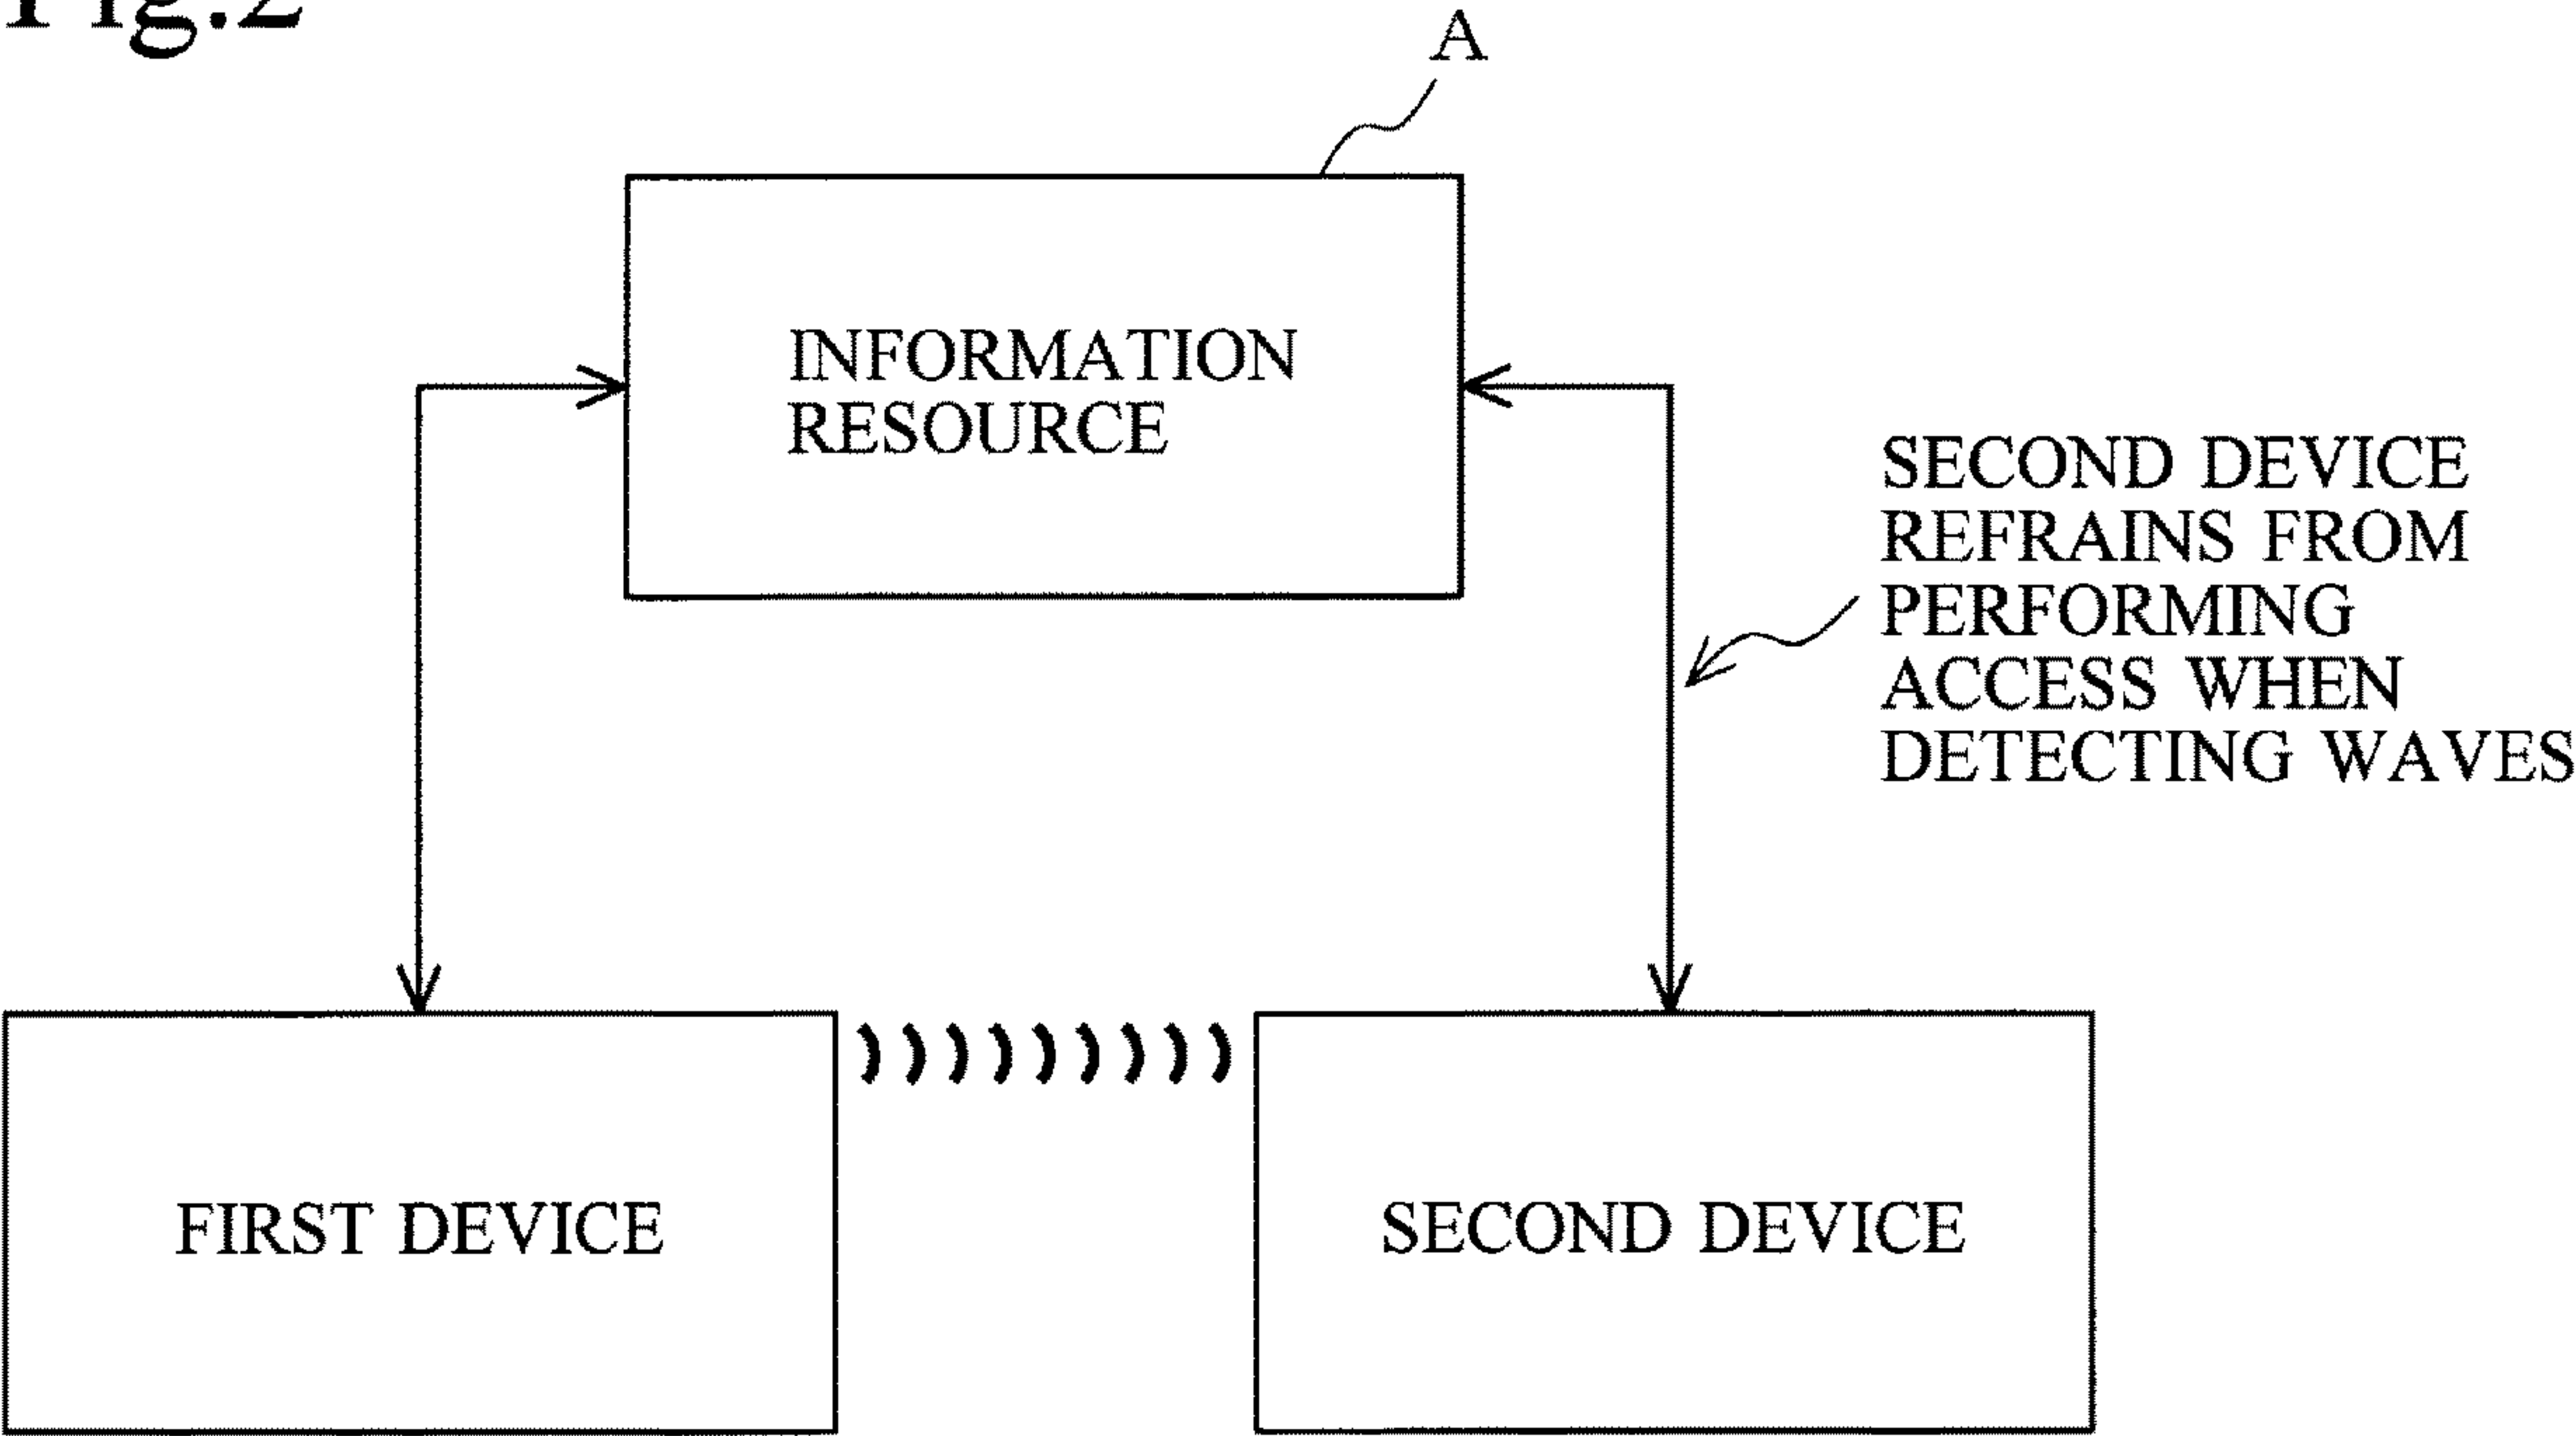 Fig.2
A
INFORMATION
RESOURCE
SECOND DEVICE
REFRAINS FROM
PERFORMING
ACCESS WHEN
DETECTING WAVES
FIRST DEVICE
SECOND DEVICE